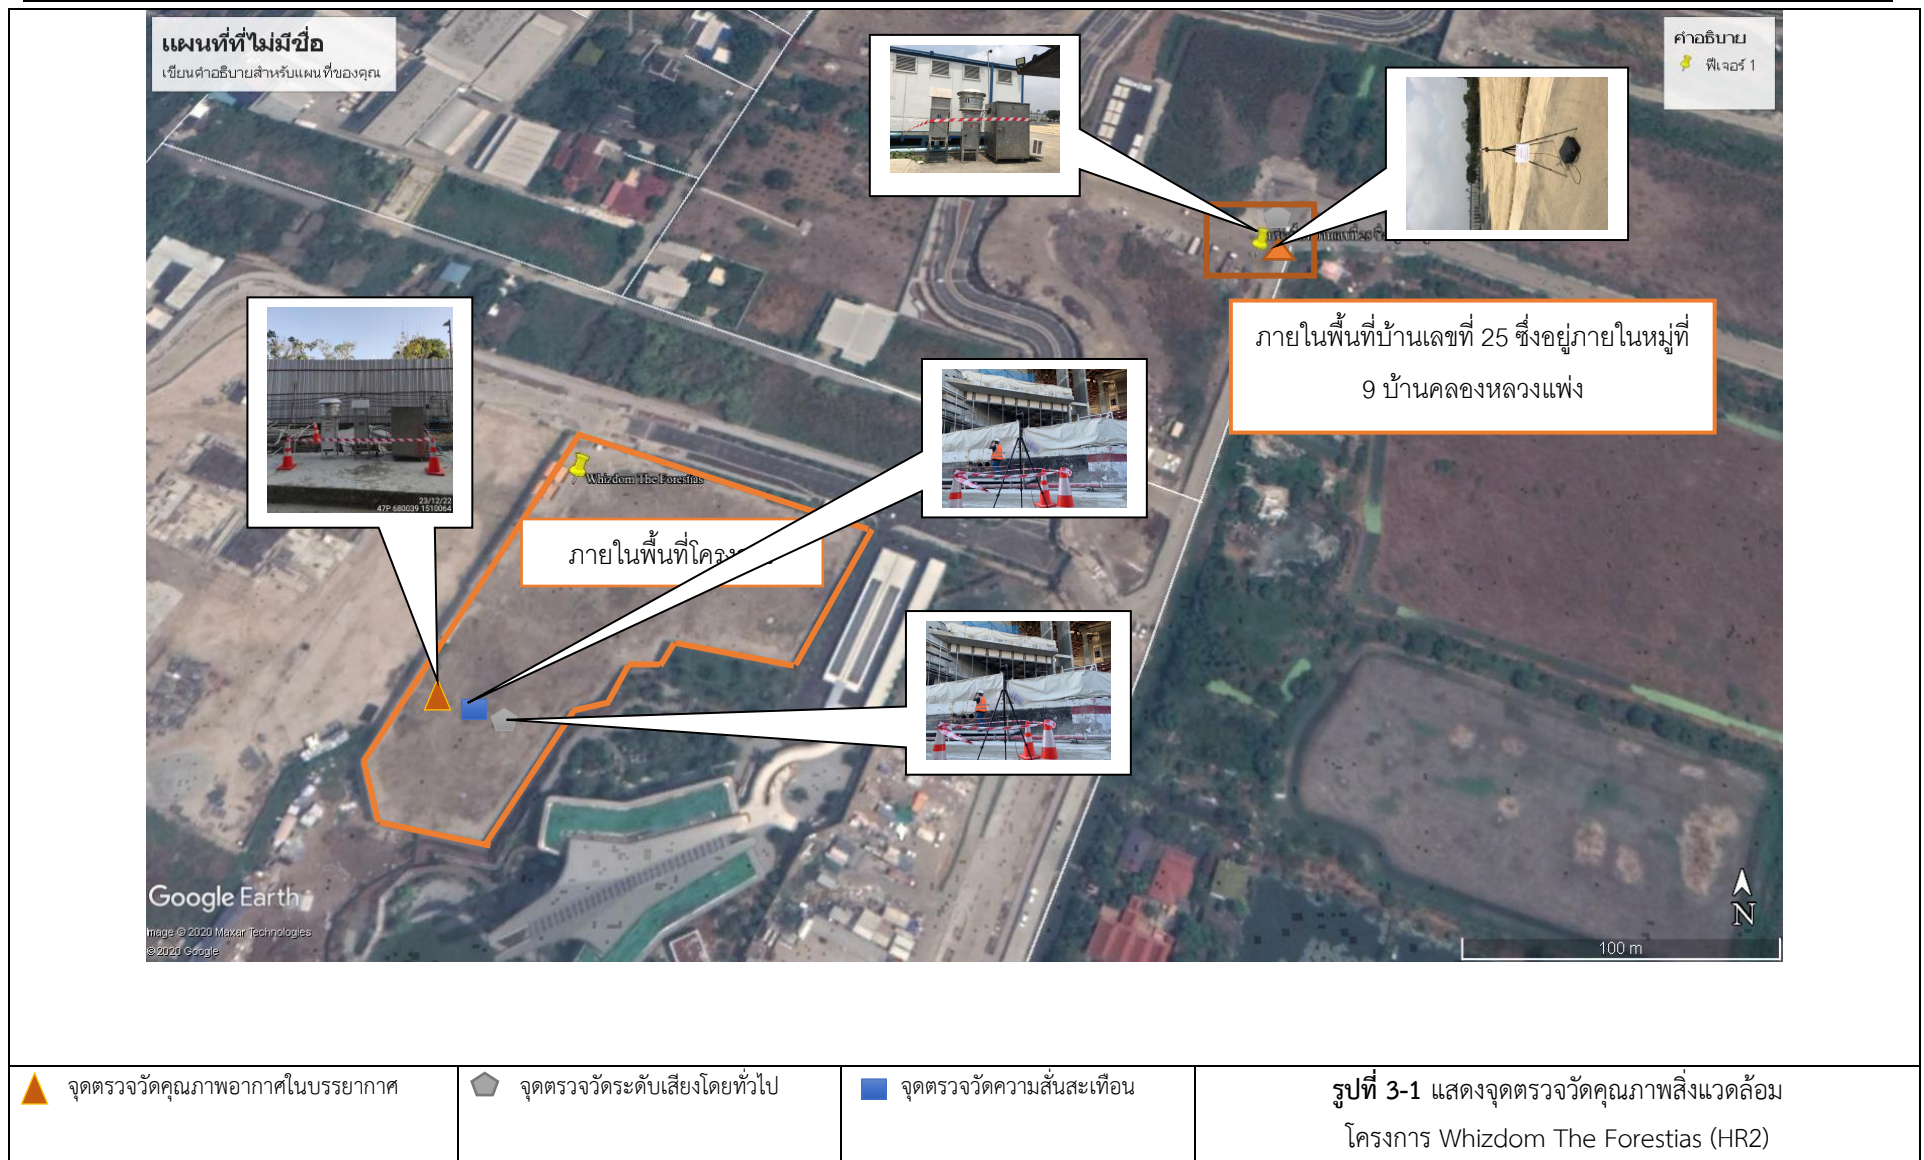 แผนที่ที่ไม่มีชื่อ
เขียนคำอธิบายสำหรับแผนที่ของคุณ
คำอธิบาย
ฟีเจอร์ 1
ภายในพื้นที่บ้านเลขที่ 25 ซึ่งอยู่ภายในหมู่ที่
9 บ้านคลองหลวงแพ่ง
23/12/22
47P 680039 1510064
Whizdom The Forestias
ภายในพื้นที่
Google Earth
Image © 2020 Maxar Technologies
© 2020 Google
N
100 m
จุดตรวจวัดคุณภาพอากาศในบรรยากาศ
จุดตรวจวัดระดับเสียงโดยทั่วไป
จุดตรวจวัดความสั่นสะเทือน
รูปที่ 3-1 แสดงจุดตรวจวัดคุณภาพสิ่งแวดล้อม
โครงการ Whizdom The Forestias (HR2)